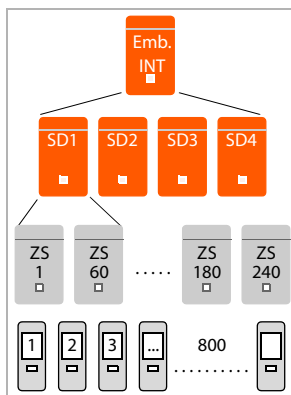 Emb.
INT
SD1 SD2 SD3 SD4
ZS ZS ZS ZS
1 60 ..... 180 240
1 2 3 ... 800
..........